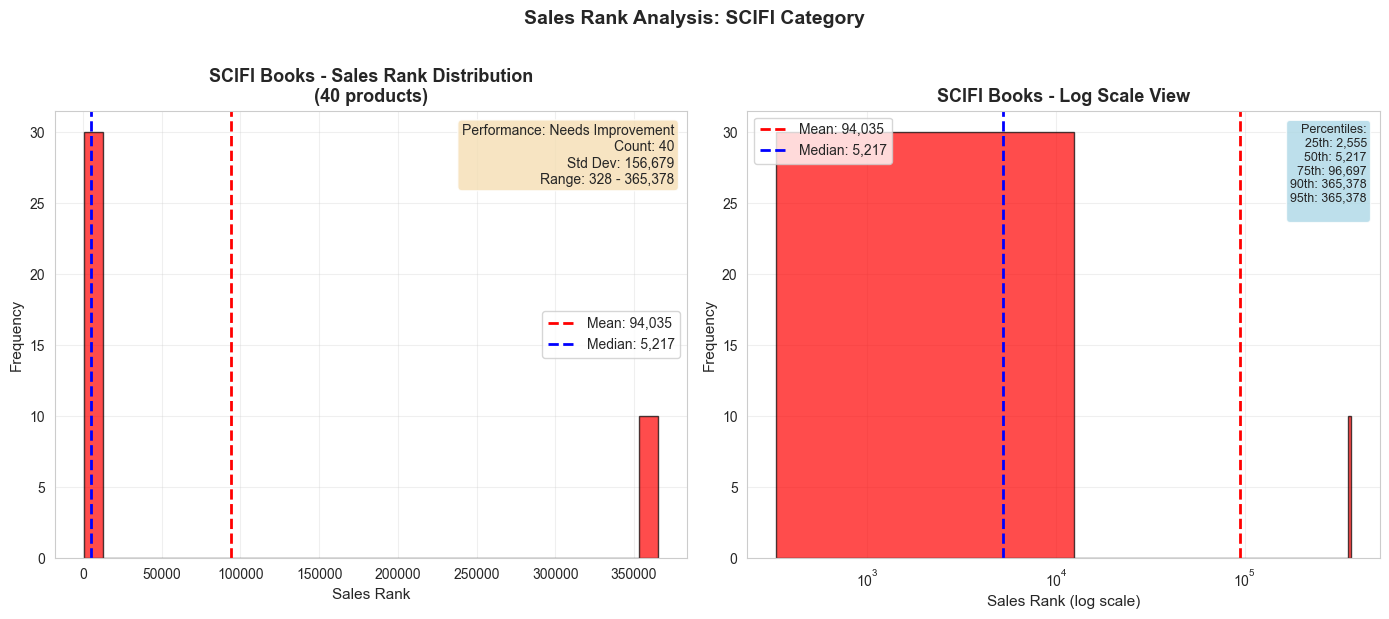 Sales Rank Analysis: SCIFI Category
SCIFI Books - Sales Rank Distribution
(40 products)
Frequency
30
25
20
15
10
5
0
Performance: Needs Improvement
Count: 40
Std Dev: 156,679
Range: 328 - 365,378
Mean: 94,035
Median: 5,217
0
50000
100000
150000
200000
250000
300000
350000
Sales Rank
SCIFI Books - Log Scale View
Frequency
30
25
20
15
10
5
0
Mean: 94,035
Median: 5,217
Percentiles:
25th: 2,555
50th: 5,217
75th: 96,697
90th: 365,378
95th: 365,378
10³
10⁴
10⁵
Sales Rank (log scale)